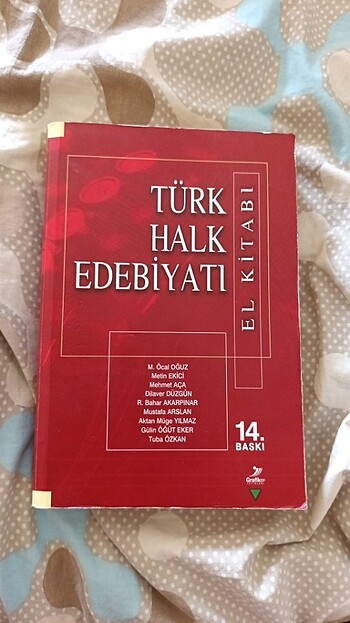 TÜRK
HALK
EDEBİYATI
EL KİTABI
M. Öcal OĞUZ
Metin EKİCİ
Mehmet AÇA
Dilaver DÜZGÜN
R. Bahar AKARPINAR
Mustafa ARSLAN
Aktan Müge YILMAZ
Gülin ÖĞÜT EKER
Tuba ÖZKAN
14.
BASKI
Grafiker